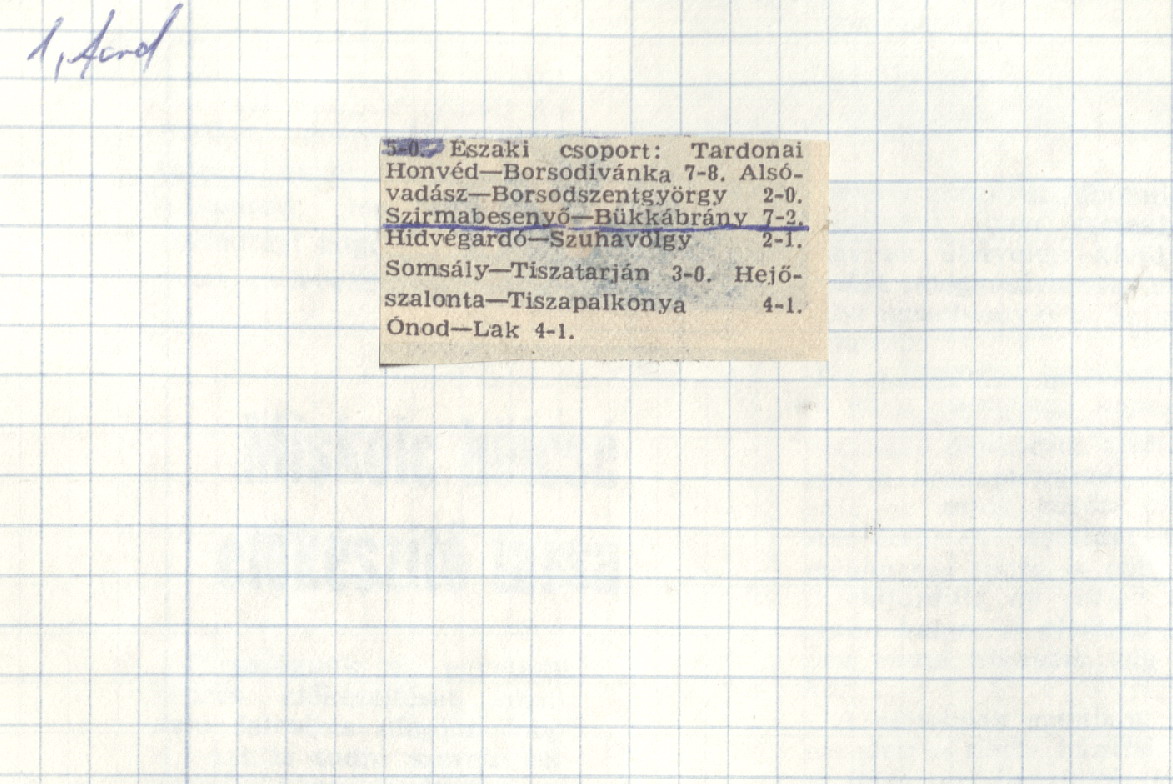 1, ford
5-0. Északi csoport: Tardonai
Honvéd—Borsodivánka 7-8. Alsó-
vadász—Borsodszentgyörgy 2-0.
Szirmabesenyő—Bükkábrány 7-2.
Hidvégardó—Szuhavölgy 2-1.
Somsály—Tiszatarján 3-0. Hejő-
szalonta—Tiszapalkonya 4-1.
Ónod—Lak 4-1.